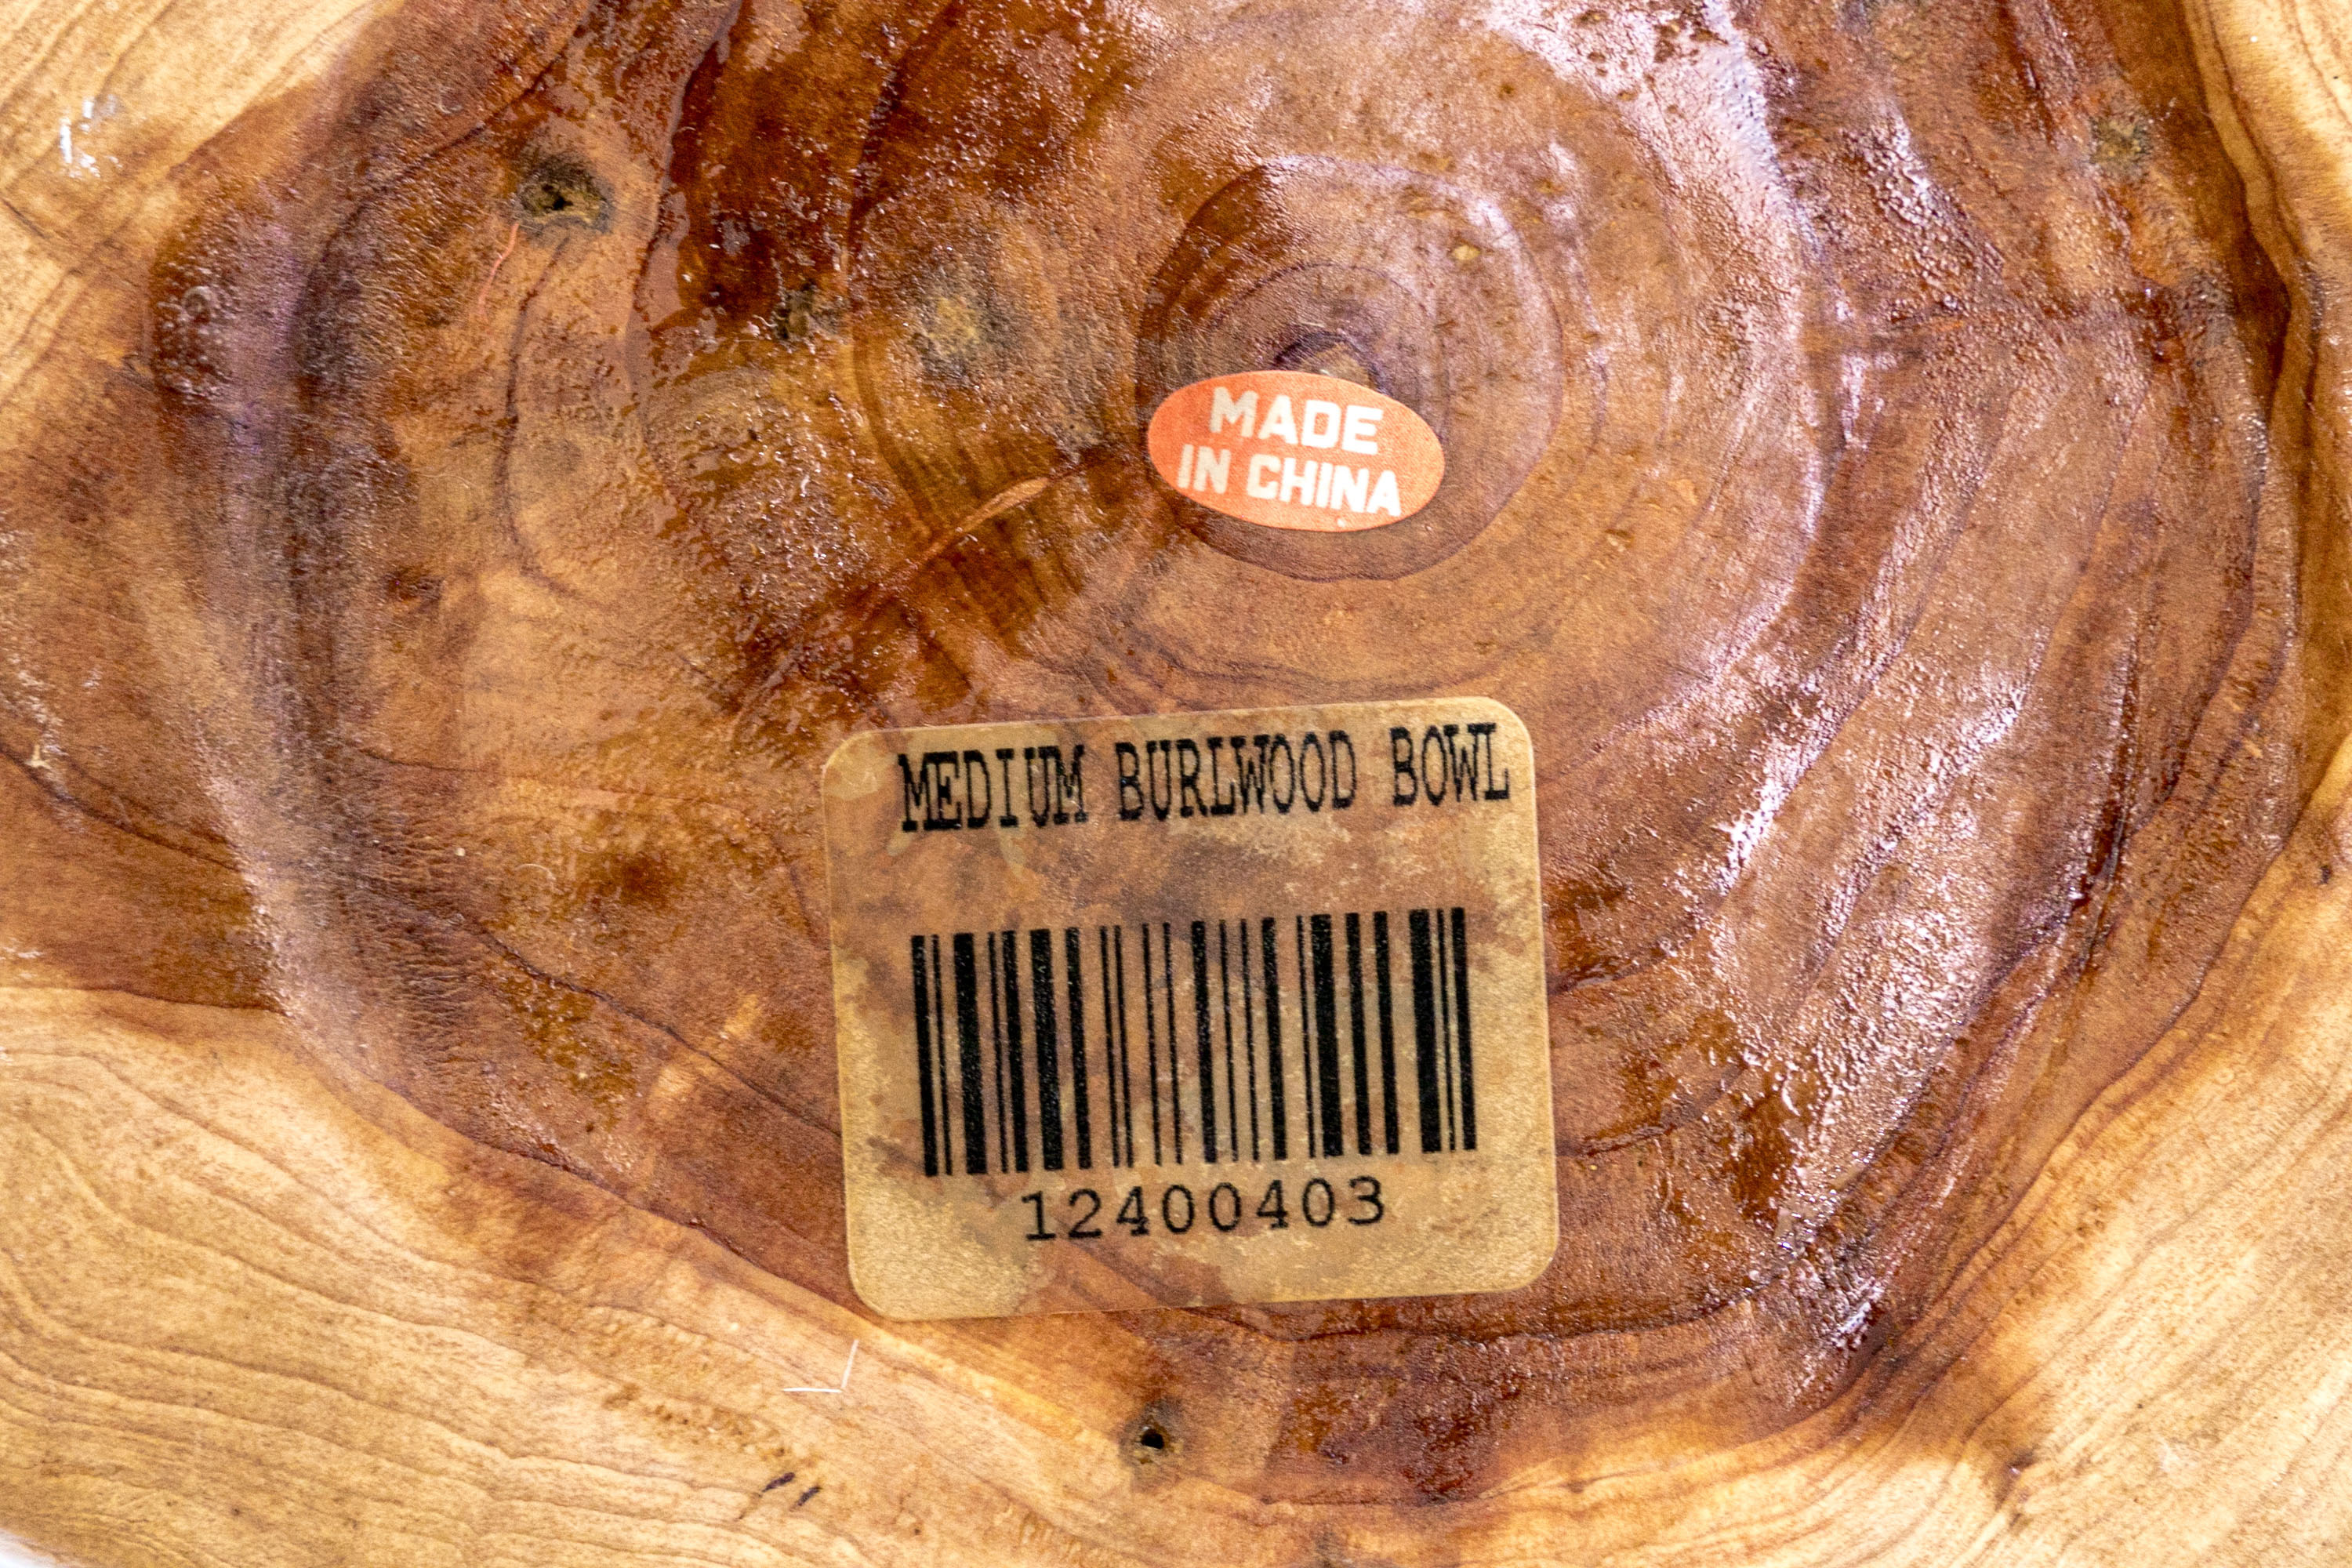 MADE
IN CHINA
MEDIUM BURLWOOD BOWL
12400403